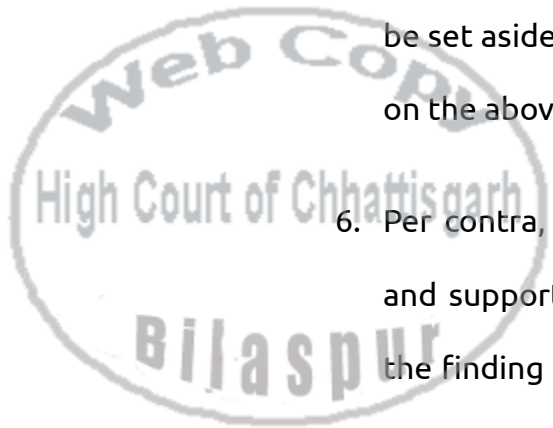 Web Copy
be set aside
on the abov
High Court of Chhattisgarh
6. Per contra,
and support
Bilaspur
the finding